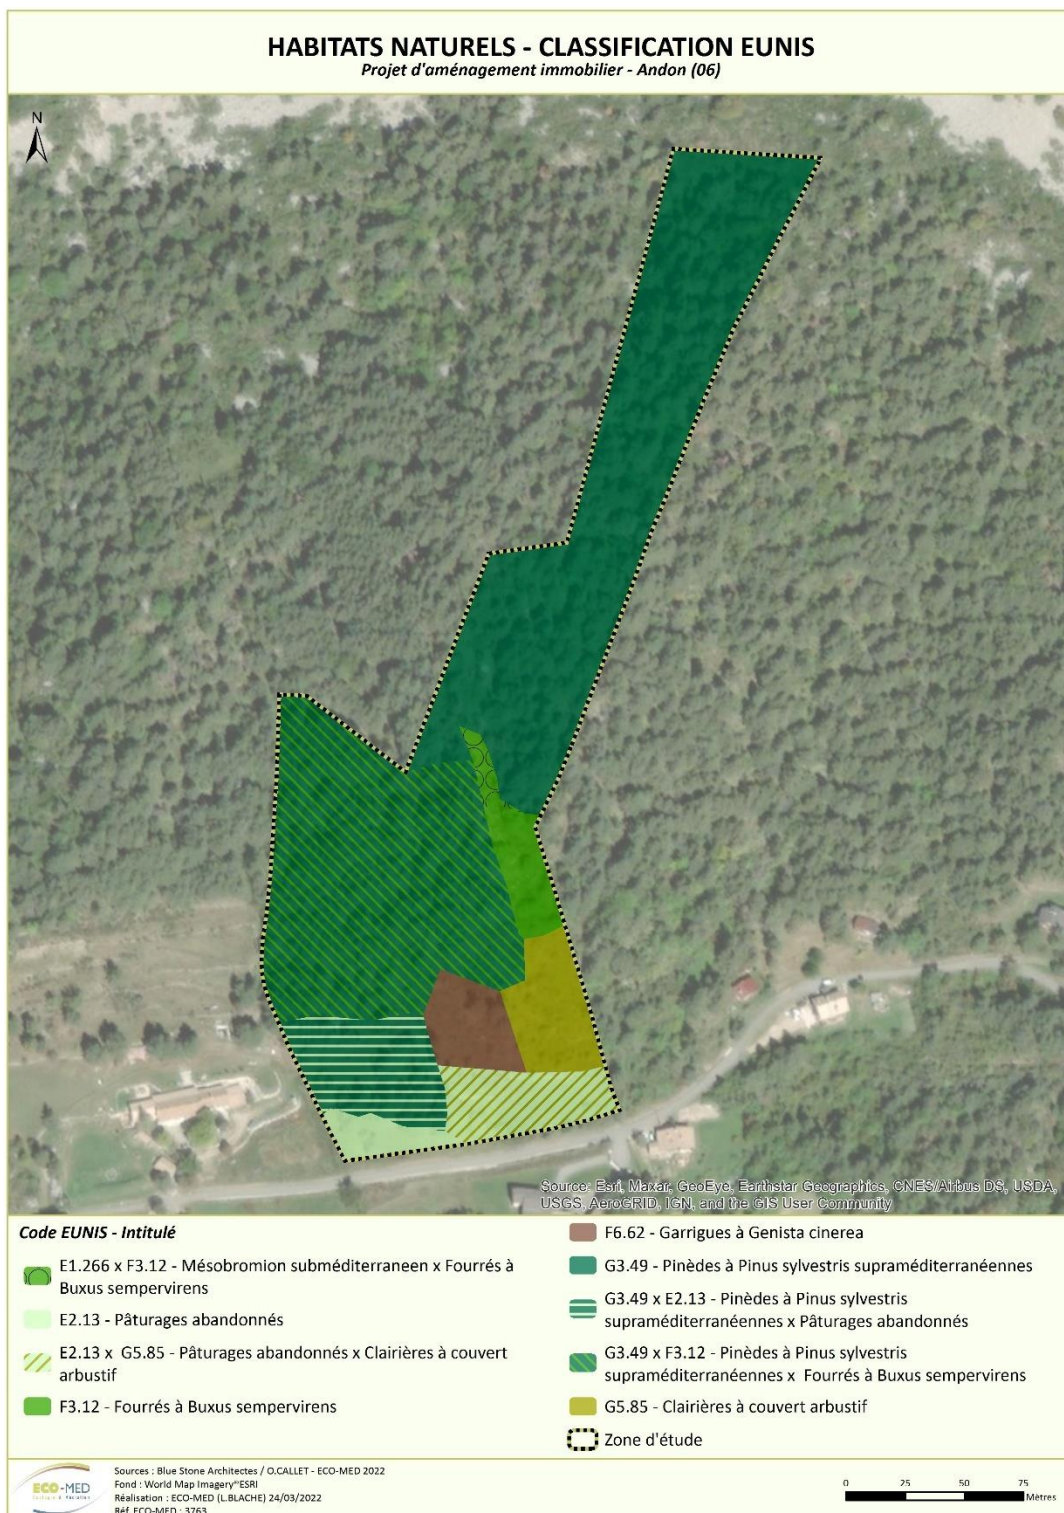 HABITATS NATURELS - CLASSIFICATION EUNIS
Projet d'aménagement immobilier - Andon (06)
N
Source: Esri, Maxar, GeoEye, Earthstar Geographics, CNES/Airbus DS, USDA,
USGS, AeroGRID, IGN, and the GIS User Community
Code EUNIS - Intitulé
E1.266 x F3.12 - Mésobromion subméditerraneen x Fourrés à
Buxus sempervirens
E2.13 - Pâturages abandonnés
E2.13 x G5.85 - Pâturages abandonnés x Clairières à couvert
arbustif
F3.12 - Fourrés à Buxus sempervirens
F6.62 - Garrigues à Genista cinerea
G3.49 - Pinèdes à Pinus sylvestris supraméditerranéennes
G3.49 x E2.13 - Pinèdes à Pinus sylvestris
supraméditerranéennes x Pâturages abandonnés
G3.49 x F3.12 - Pinèdes à Pinus sylvestris
supraméditerranéennes x Fourrés à Buxus sempervirens
G5.85 - Clairières à couvert arbustif
Zone d'étude
ECO-MED
Sources : Blue Stone Architectes / O.CALLET - ECO-MED 2022
Fond : World Map Imagery®ESRI
Réalisation : ECO-MED (L.BLACHE) 24/03/2022
Réf. ECO-MED : 3763
0 25 50 75
Mètres